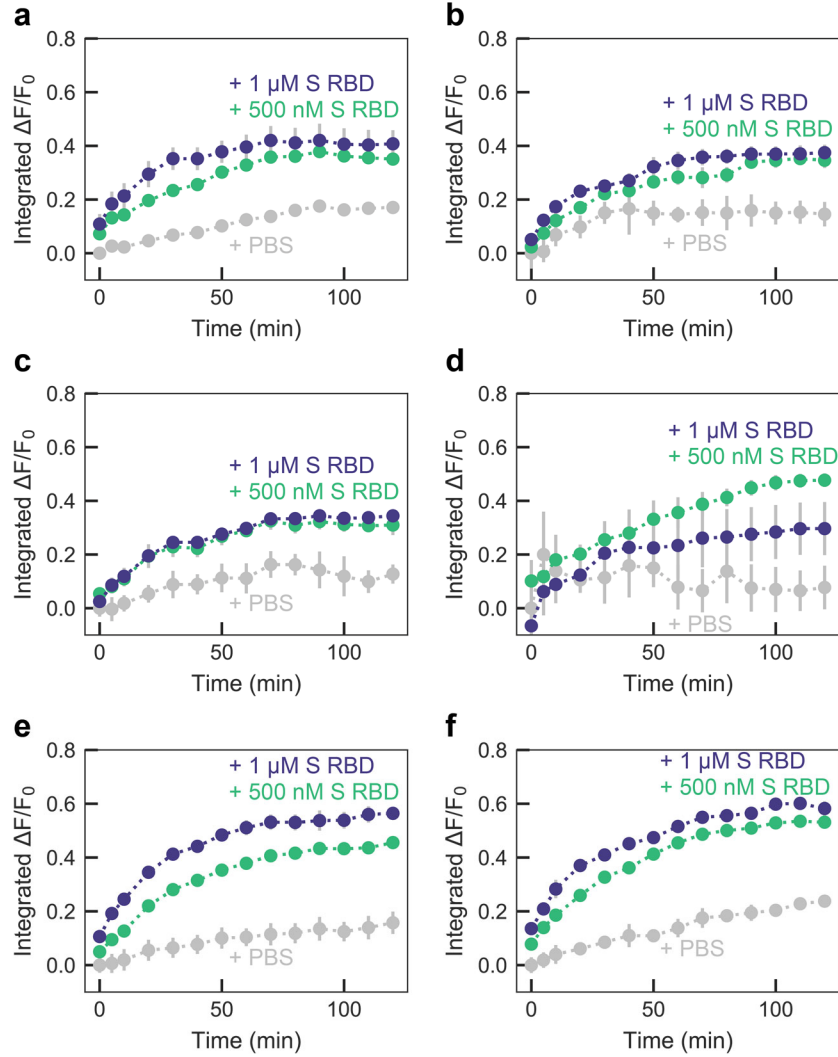 a
0.8
0.6
0.4
0.2
0.0
Integrated ΔF/F0
+ 1 μM S RBD
+ 500 nM S RBD
+ PBS
0
50
100
Time (min)
b
0.8
0.6
0.4
0.2
0.0
Integrated ΔF/F0
+ 1 μM S RBD
+ 500 nM S RBD
+ PBS
0
50
100
Time (min)
c
0.8
0.6
0.4
0.2
0.0
Integrated ΔF/F0
+ 1 μM S RBD
+ 500 nM S RBD
+ PBS
0
50
100
Time (min)
d
0.8
0.6
0.4
0.2
0.0
Integrated ΔF/F0
+ 1 μM S RBD
+ 500 nM S RBD
+ PBS
0
50
100
Time (min)
e
0.8
0.6
0.4
0.2
0.0
Integrated ΔF/F0
+ 1 μM S RBD
+ 500 nM S RBD
+ PBS
0
50
100
Time (min)
f
0.8
0.6
0.4
0.2
0.0
Integrated ΔF/F0
+ 1 μM S RBD
+ 500 nM S RBD
+ PBS
0
50
100
Time (min)